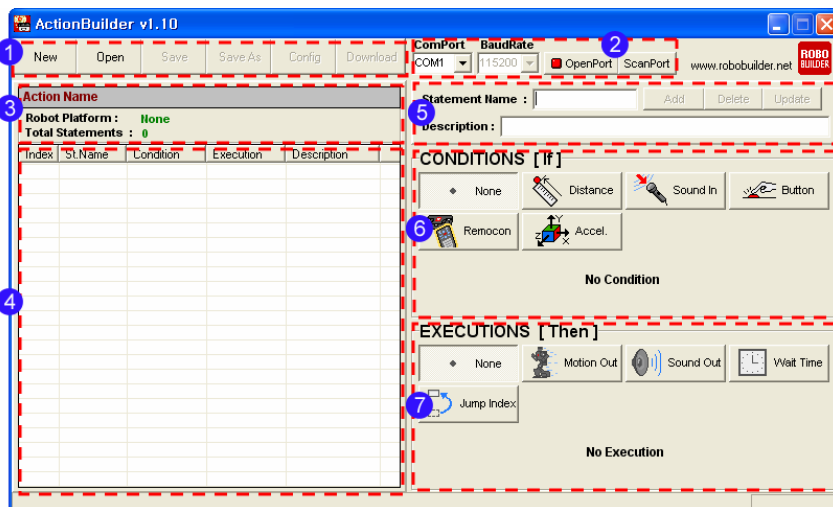 ActionBuilder v1.10
1
New Open Save Save As Config Download
ComPort BaudRate
2
COM1 115200 OpenPort ScanPort
www.robobuilder.net
ROBO
BUILDER
3
Action Name
Robot Platform : None
Total Statements : 0
5
Statement Name : Add Delete Update
Description :
4
Index St.Name Condition Execution Description
CONDITIONS [ If ]
None Distance Sound In Button
6
Remocon Accel.
Y
Z X
No Condition
EXECUTIONS [ Then ]
None Motion Out Sound Out Wait Time
7
Jump Index
No Execution